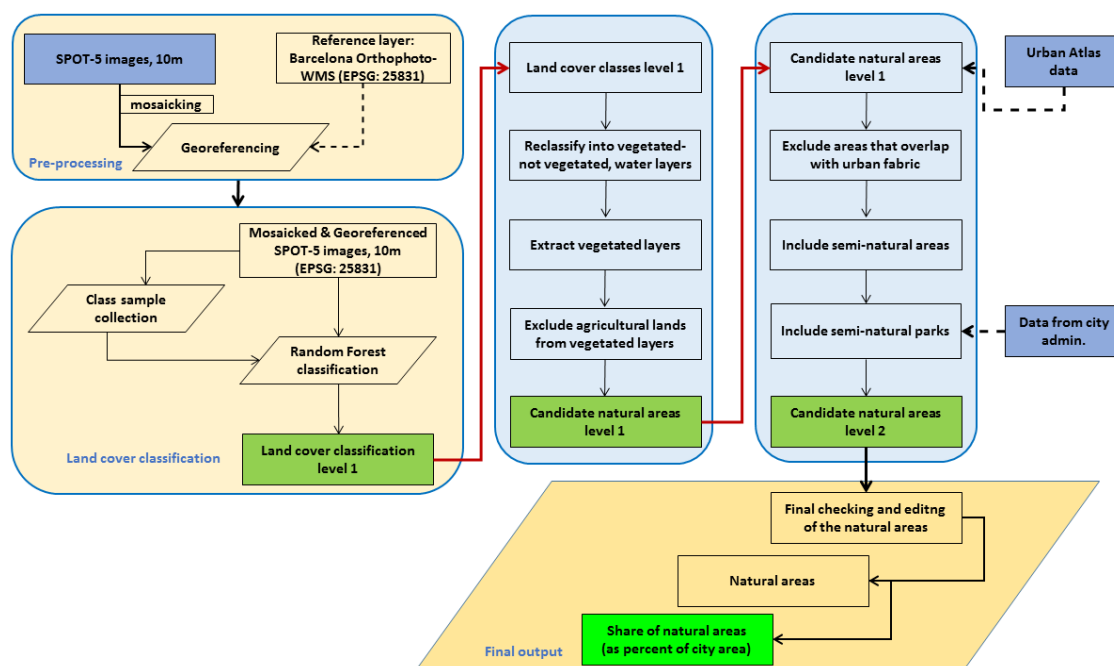 SPOT-5 images, 10m
Reference layer:
Barcelona Orthophoto-
WMS (EPSG: 25831)
mosaicking
Georeferencing
Pre-processing
Mosaicked & Georeferenced
SPOT-5 images, 10m
(EPSG: 25831)
Class sample
collection
Random Forest
classification
Land cover classification
level 1
Land cover classification
Land cover classes level 1
Reclassify into vegetated-
not vegetated, water layers
Extract vegetated layers
Exclude agricultural lands
from vegetated layers
Candidate natural areas
level 1
Candidate natural areas
level 1
Exclude areas that overlap
with urban fabric
Include semi-natural areas
Include semi-natural parks
Candidate natural areas
level 2
Urban Atlas
data
Data from city
admin.
Final checking and editng
of the natural areas
Natural areas
Share of natural areas
(as percent of city area)
Final output